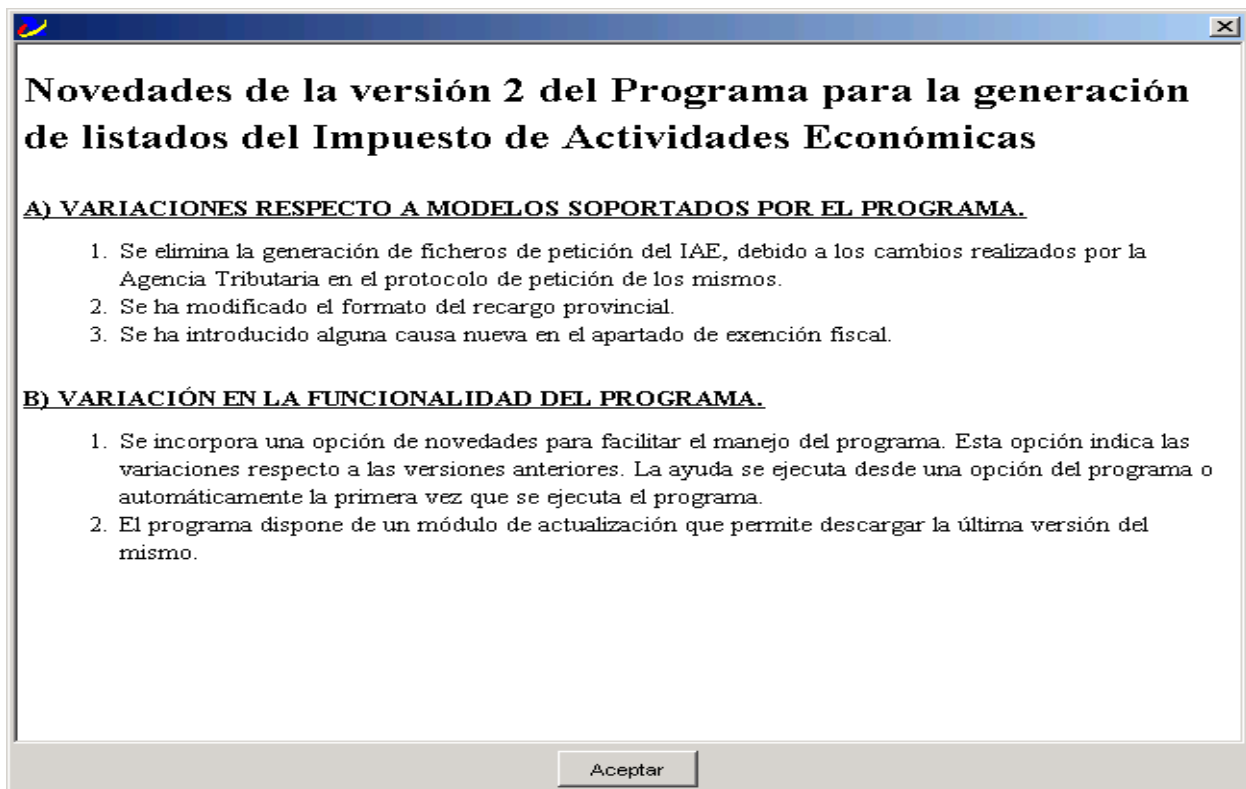 Novedades de la versión 2 del Programa para la generación
de listados del Impuesto de Actividades Económicas
A) VARIACIONES RESPECTO A MODELOS SOPORTADOS POR EL PROGRAMA.
1. Se elimina la generación de ficheros de petición del IAE, debido a los cambios realizados por la
Agencia Tributaria en el protocolo de petición de los mismos.
2. Se ha modificado el formato del recargo provincial.
3. Se ha introducido alguna causa nueva en el apartado de exención fiscal.
B) VARIACIÓN EN LA FUNCIONALIDAD DEL PROGRAMA.
1. Se incorpora una opción de novedades para facilitar el manejo del programa. Esta opción indica las
variaciones respecto a las versiones anteriores. La ayuda se ejecuta desde una opción del programa o
automáticamente la primera vez que se ejecuta el programa.
2. El programa dispone de un módulo de actualización que permite descargar la última versión del
mismo.
Aceptar